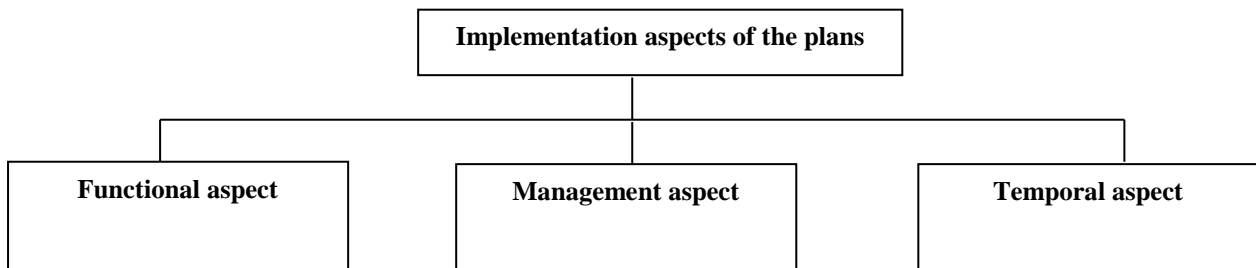 Implementation aspects of the plans
Functional aspect
Management aspect
Temporal aspect